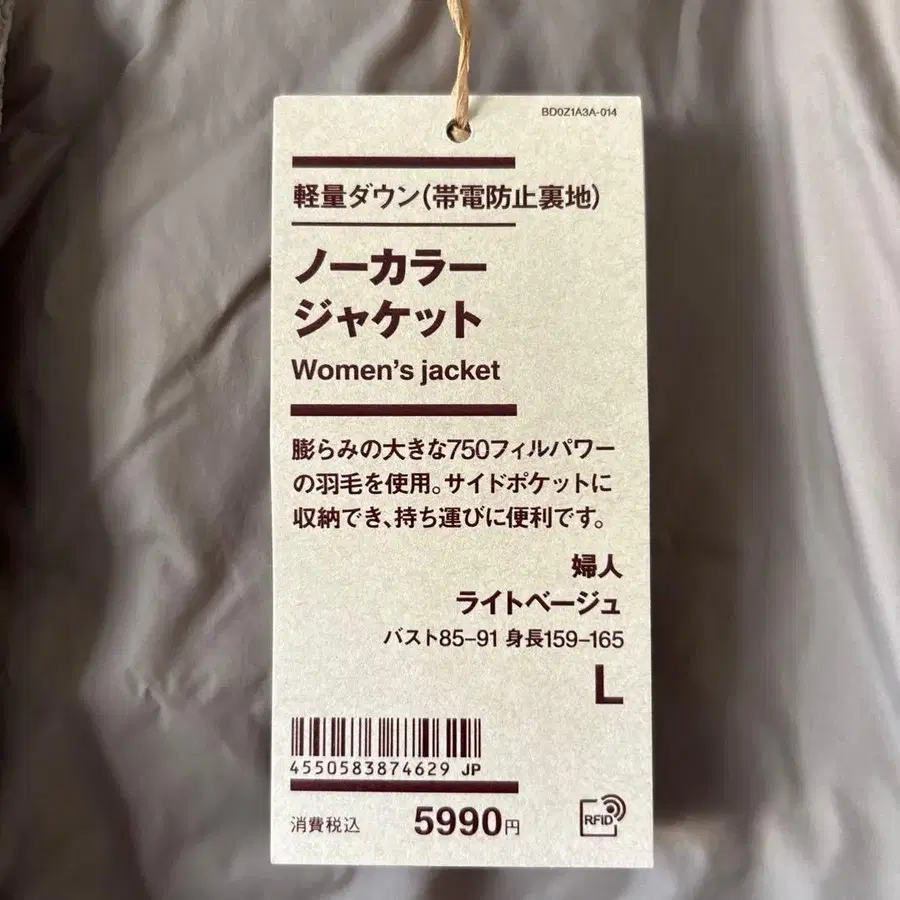 BD0Z1A3A-014
軽量ダウン(帯電防止裏地)
ノーカラー
ジャケット
Women's jacket
膨らみの大きな750フィルパワー
の羽毛を使用。サイドポケットに
収納でき、持ち運びに便利です。
婦人
ライトベージュ
バスト85–91 身長159–165
L
4550583874629 JP
消費税込 5990円
RFID